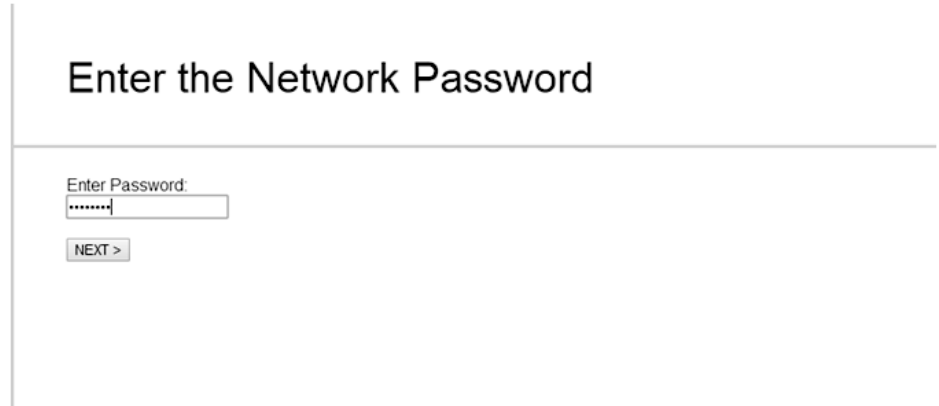 Enter the Network Password
Enter Password:
••••••••
NEXT >